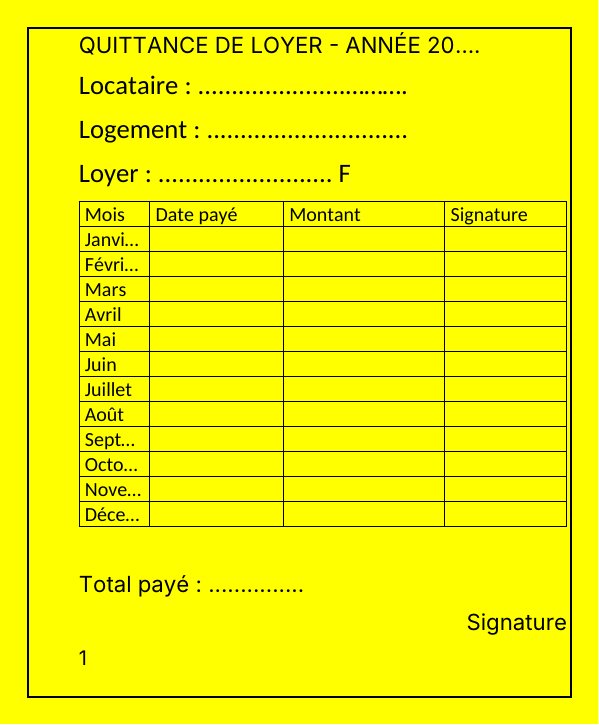 QUITTANCE DE LOYER - ANNÉE 20....
Locataire : ...............................
Logement : ..............................
Loyer : .......................... F
Mois Date payé Montant Signature
Janvi...
Févri...
Mars
Avril
Mai
Juin
Juillet
Août
Sept...
Octo...
Nove...
Déce...
Total payé : ...............
Signature
1